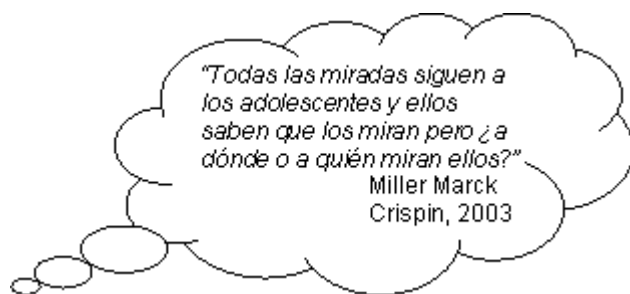 "Todas las miradas siguen a
los adolescentes y ellos
saben que los miran pero ¿a
dónde o a quién miran ellos?"
Miller Marck
Crispin, 2003